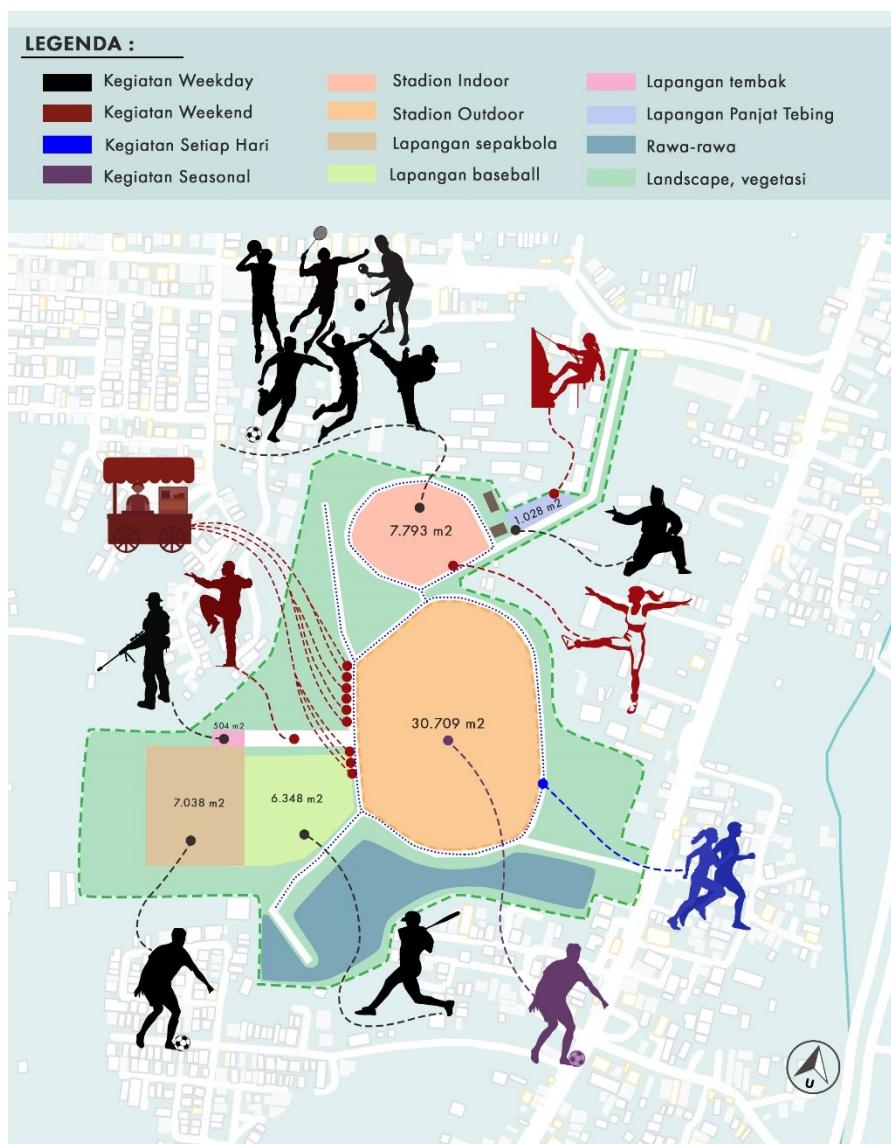 LEGENDA :
Kegiatan Weekday
Kegiatan Weekend
Kegiatan Setiap Hari
Kegiatan Seasonal
Stadion Indoor
Stadion Outdoor
Lapangan sepakbola
Lapangan baseball
Lapangan tembak
Lapangan Panjat Tebing
Rawa-rawa
Landscape, vegetasi
7.793 m2
1.028 m2
30.709 m2
504 m2
7.038 m2
6.348 m2
U